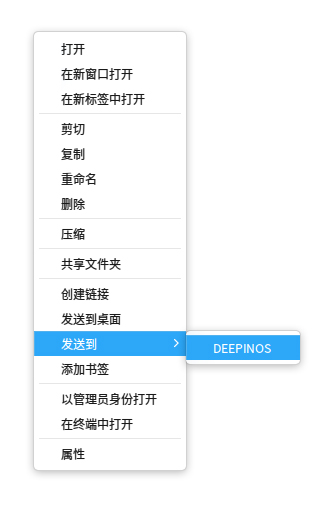 打开
在新窗口打开
在新标签中打开
剪切
复制
重命名
删除
压缩
共享文件夹
创建链接
发送到桌面
发送到
DEEPINOS
添加书签
以管理员身份打开
在终端中打开
属性